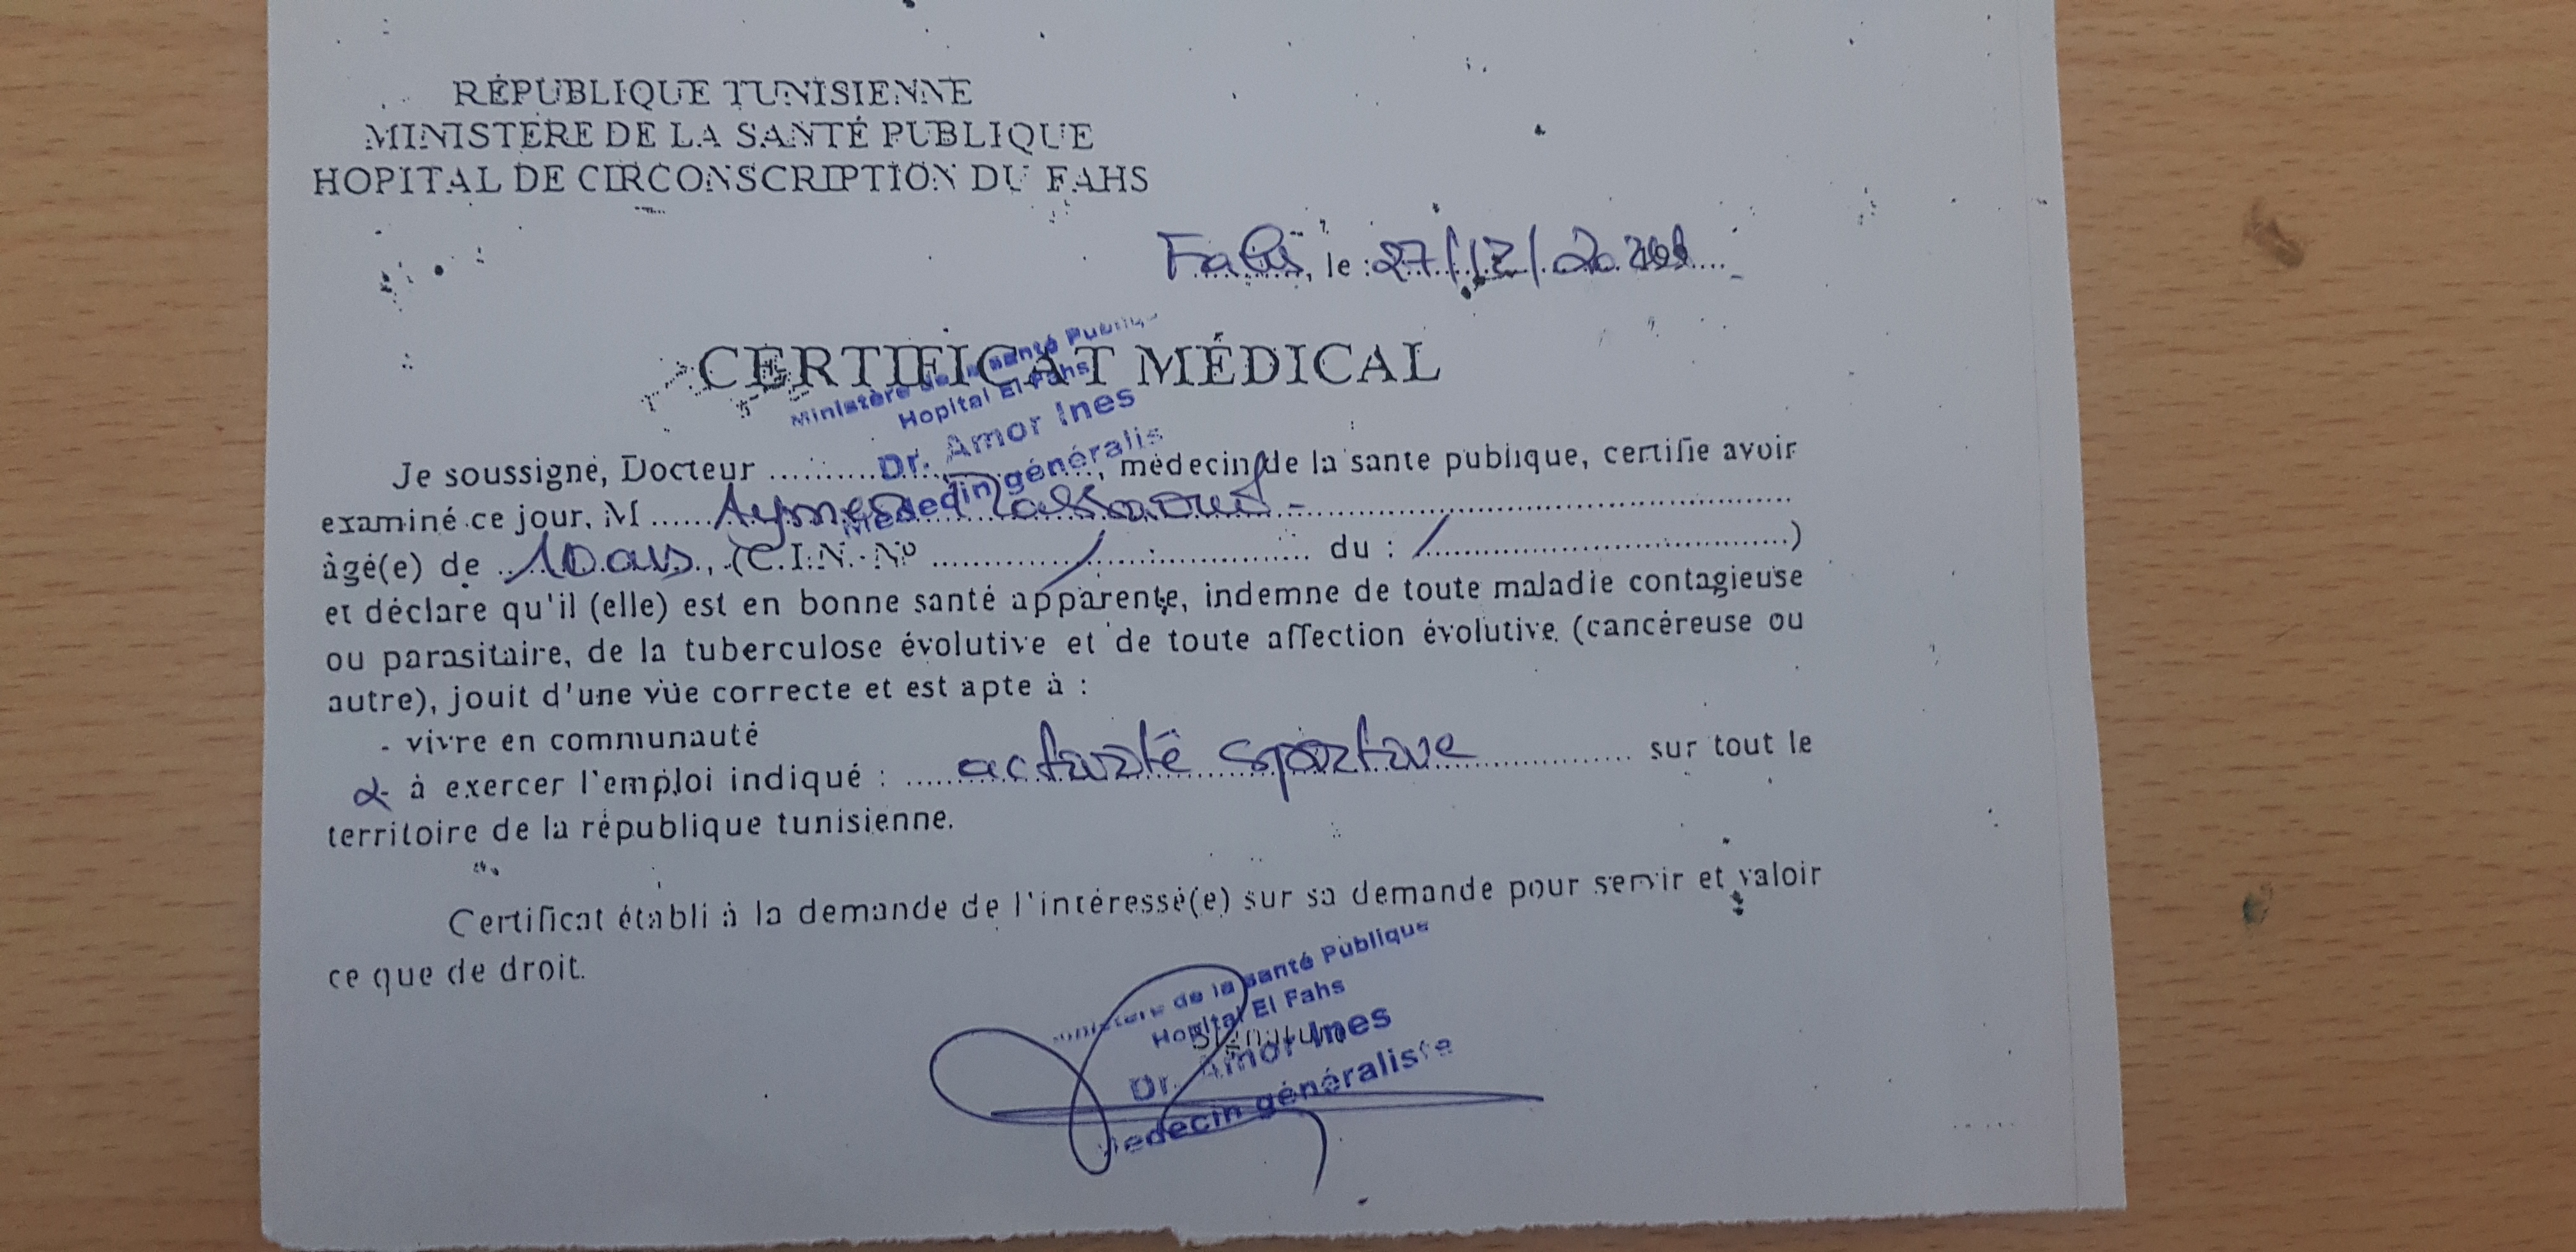 RÉPUBLIQUE TUNISIENNE
MINISTERE DE LA SANTÉ PUBLIQUE
HOPITAL DE CIRCONSCRIPTION DU FAHS
Fahs, le : 27/12/20
CERTIFICAT MÉDICAL
Ministère de la santé Publique
Hopital El Fahs
Dr. Amor Ines
Medecin généralis
Je soussigné, Docteur ................, médecin de la sante publique, certifie avoir
examiné ce jour, M ...... Aymen
âgé(e) de 10 ans, (C.I.N. N° ........../.............. du : /..............................)
et déclare qu'il (elle) est en bonne santé apparente, indemne de toute maladie contagieuse
ou parasitaire, de la tuberculose évolutive et de toute affection évolutive (cancéreuse ou
autre), jouit d'une vue correcte et est apte à :
- vivre en communauté
- à exercer l'emploi indiqué : ..... activité sportive ............ sur tout le
territoire de la république tunisienne.
Certificat établi à la demande de l'intéressé(e) sur sa demande pour servir et valoir
ce que de droit.
Signature
Ministère de la santé Publique
Hopital El Fahs
Dr. Amor Ines
Medecin généraliste